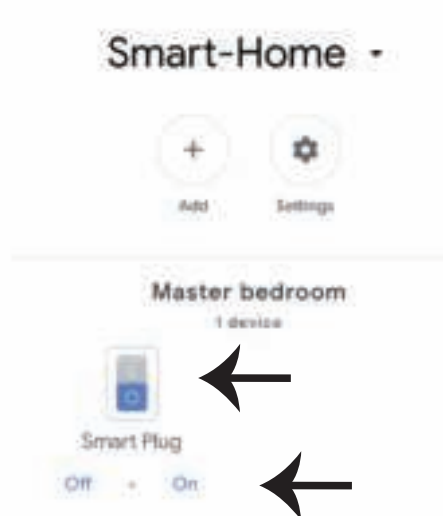 Smart-Home
Add Settings
Master bedroom
1 device
Smart Plug
Off • On